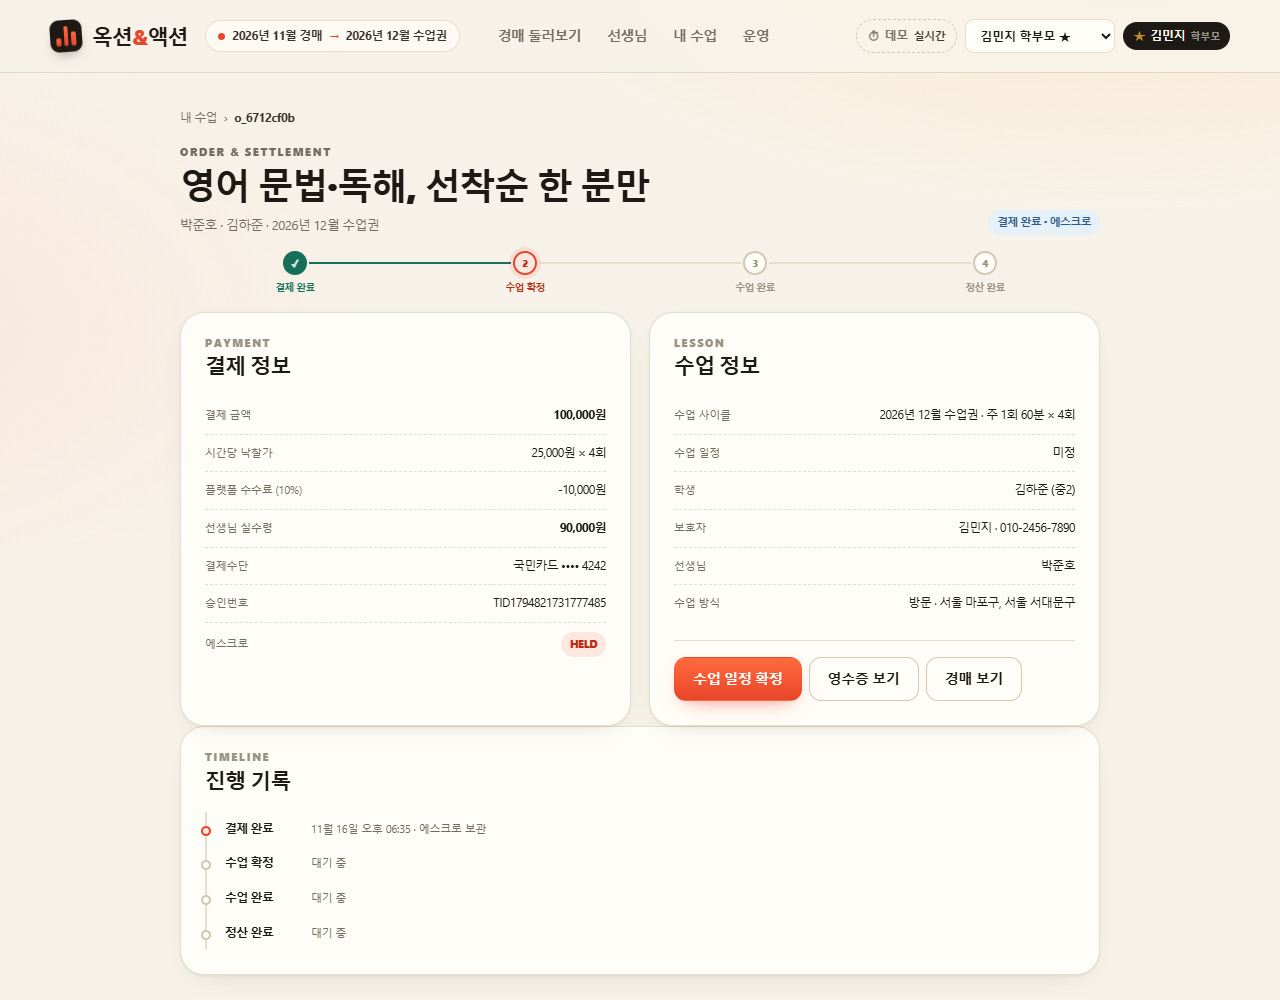 옥션&액션
2026년 11월 경매 → 2026년 12월 수업권
경매 둘러보기
선생님
내 수업
운영
⏱ 데모 실시간
김민지 학부모 ★
★ 김민지 학부모
내 수업 › o_6712cf0b
ORDER & SETTLEMENT
영어 문법·독해, 선착순 한 분만
박준호 · 김하준 · 2026년 12월 수업권
결제 완료 · 에스크로
✓
2
3
4
결제 완료
수업 확정
수업 완료
정산 완료
PAYMENT
결제 정보
결제 금액 100,000원
시간당 낙찰가 25,000원 × 4회
플랫폼 수수료 (10%) -10,000원
선생님 실수령 90,000원
결제수단 국민카드 •••• 4242
승인번호 TID1794821731777485
에스크로 HELD
LESSON
수업 정보
수업 사이클 2026년 12월 수업권 · 주 1회 60분 × 4회
수업 일정 미정
학생 김하준 (중2)
보호자 김민지 · 010-2456-7890
선생님 박준호
수업 방식 방문 · 서울 마포구, 서울 서대문구
수업 일정 확정
영수증 보기
경매 보기
TIMELINE
진행 기록
결제 완료 11월 16일 오후 06:35 · 에스크로 보관
수업 확정 대기 중
수업 완료 대기 중
정산 완료 대기 중